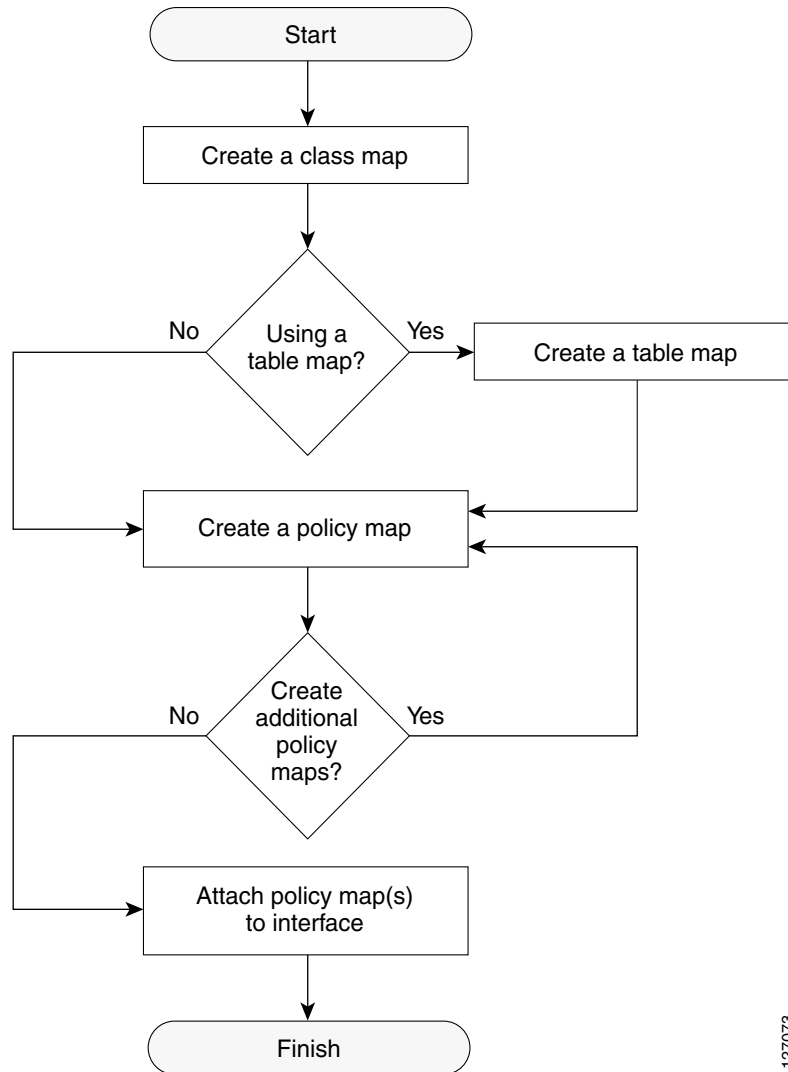 Start
Create a class map
No
Using a
table map?
Yes
Create a table map
Create a policy map
No
Create
additional
policy
maps?
Yes
Attach policy map(s)
to interface
Finish
127073